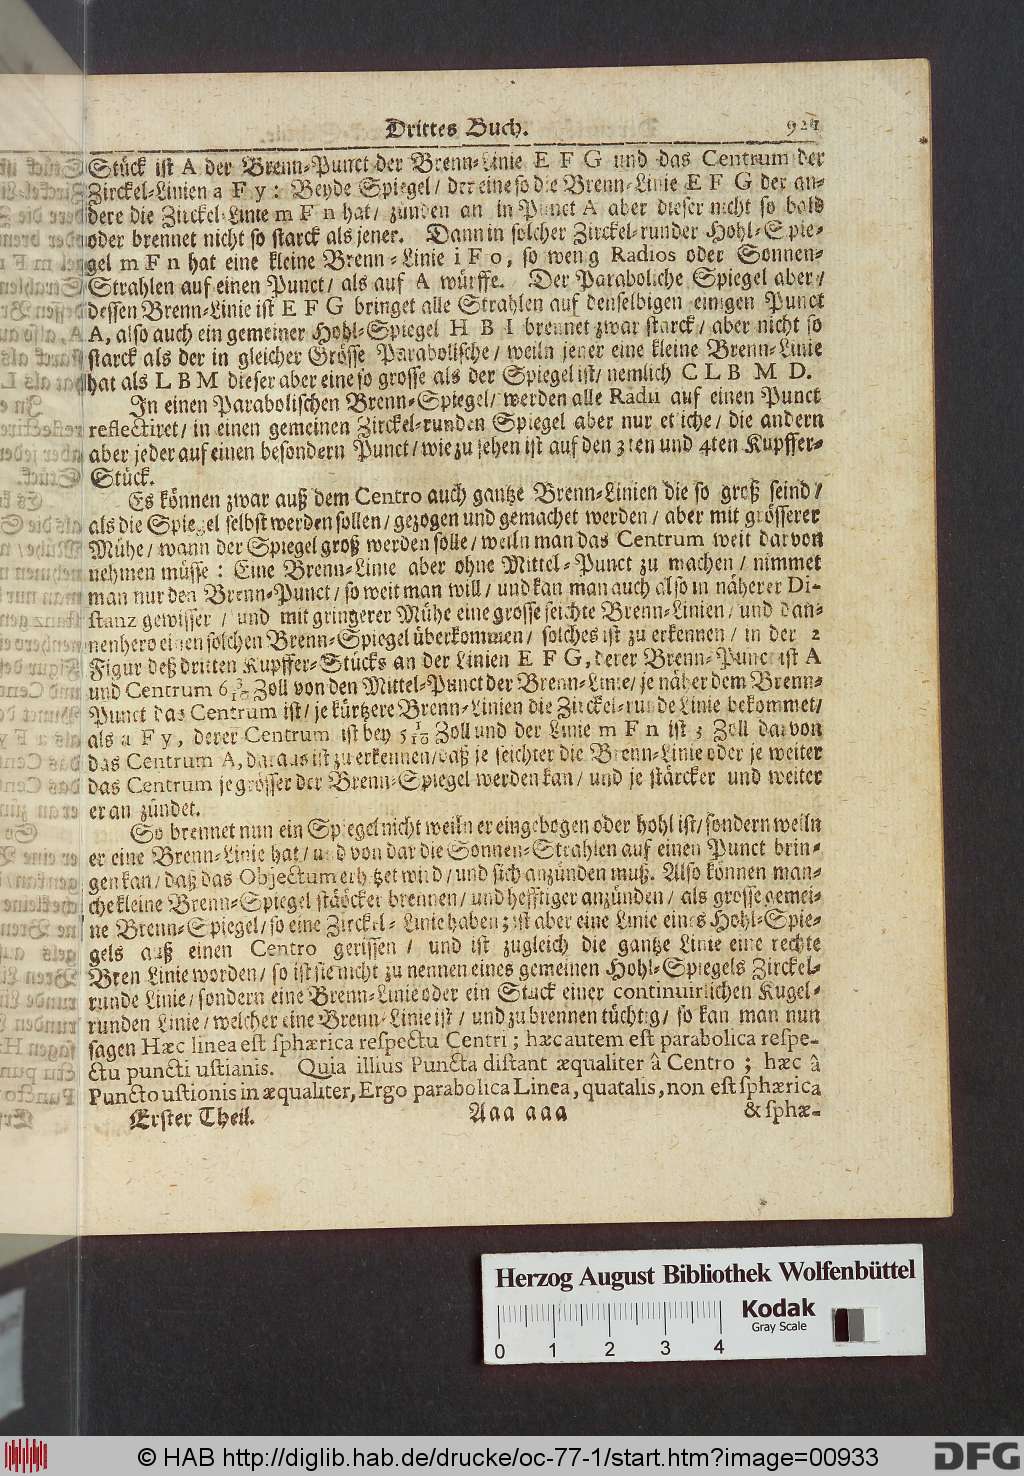 Drittes Buch. 921
Stück ist A der Brenn-Punct der Brenn-Linie E F G und das Centrum der
Zirckel-Linien a F y : Beyde Spiegel / der eine so die Brenn-Linie E F G der an-
dere die Zirckel-Linie m F n hat / zünden an in Punct A aber dieser nicht so bald
oder brennet nicht so starck als jener. Dann in solcher Zirckel-runder Hohl-Spie-
gel m F n hat eine kleine Brenn-Linie i F o, so wenig Radios oder Sonnen-
Strahlen auf einen Punct / als auf A würffe. Der Parabolische Spiegel aber /
dessen Brenn-Linie ist E F G bringet alle Strahlen auf denselbigen einigen Punct
A, also auch ein gemeiner Hohl-Spiegel H B I brennet zwar starck / aber nicht so
starck als der in gleicher Grösse Parabolische / weiln jener eine kleine Brenn-Linie
hat als L B M dieser aber eine so grosse als der Spiegel ist / nemlich C L B M D.
In einen Parabolischen Brenn-Spiegel / werden alle Radii auf einen Punct
reflectiret / in einen gemeinen Zirckel-runden Spiegel aber nur etliche / die andern
aber jeder auf einen besondern Punct / wie zu sehen ist auf den 3ten und 4ten Kupffer-
Stück.
Es können zwar auß dem Centro auch gantze Brenn-Linien die so groß seind /
als die Spiegel selbst werden sollen / gezogen und gemachet werden / aber mit grösserer
Mühe / wann der Spiegel groß werden solle / weiln man das Centrum weit darvon
nehmen müsse : Eine Brenn-Linie aber ohne Mittel-Punct zu machen / nimmet
man nur den Brenn-Punct / so weit man will / und kan man auch also in näherer Di-
stanz gewisser / und mit gringerer Mühe eine grosse seichte Brenn-Linien / und dan-
nenhero einen solchen Brenn-Spiegel überkommen / solches ist zu erkennen / in der 2
Figur deß dritten Kupffer-Stücks an der Linien E F G, derer Brenn-Punct ist A
und Centrum 6 3/10 Zoll von den Mittel-Punct der Brenn-Linie / je näher dem Brenn-
Punct das Centrum ist / je kürtzere Brenn-Linien die Zirckel-runde Linie bekommet /
als a F y, derer Centrum ist bey 5 1/10 Zoll und der Linie m F n ist 3 Zoll darvon
das Centrum A, daraus ist zu erkennen / daß je seichter die Brenn-Linie oder je weiter
das Centrum je grösser der Brenn-Spiegel werden kan / und je stärcker und weiter
er an zündet.
So brennet nun ein Spiegel nicht weiln er eingebogen oder hohl ist / sondern weiln
er eine Brenn-Linie hat / und von dar die Sonnen-Strahlen auf einen Punct brin-
gen kan / daß das Objectum erhitzet wird / und sich anzünden muß. Also können man-
che kleine Brenn-Spiegel stärcker brennen / und hefftiger anzünden / als grosse gemei-
ne Brenn-Spiegel / so eine Zirckel-Linie haben; ist aber eine Linie eines Hohl-Spie-
gels auß einen Centro gerissen / und ist zugleich die gantze Linie eine rechte
Bren Linie worden / so ist sie nicht zu nennen eines gemeinen Hohl-Spiegels Zirckel-
runde Linie / sondern eine Brenn-Linie oder ein Stuck einer continuirlichen Kugel-
runden Linie / welcher eine Brenn-Linie ist / und zu brennen tüchtig / so kan man nun
sagen Hæc linea est sphærica respectu Centri ; hæc autem est parabolica respe-
ctu puncti ustianis. Quia illius Puncta distant æqualiter â Centro ; hæc â
Puncto ustionis in æqualiter, Ergo parabolica Linea, qua talis, non est sphærica
Erster Theil. Aaa aaa & sphæ-
Herzog August Bibliothek Wolfenbüttel
Kodak
Gray Scale
0 1 2 3 4
© HAB http://diglib.hab.de/drucke/oc-77-1/start.htm?image=00933
DFG